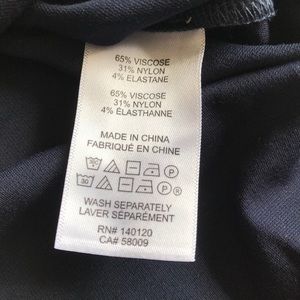 65% VISCOSE
31% NYLON
4% ELASTANE
65% VISCOSE
31% NYLON
4% ÉLASTHANNE
MADE IN CHINA
FABRIQUÉ EN CHINE
WASH SEPARATELY
LAVER SÉPARÉMENT
RN# 140120
CA# 58009